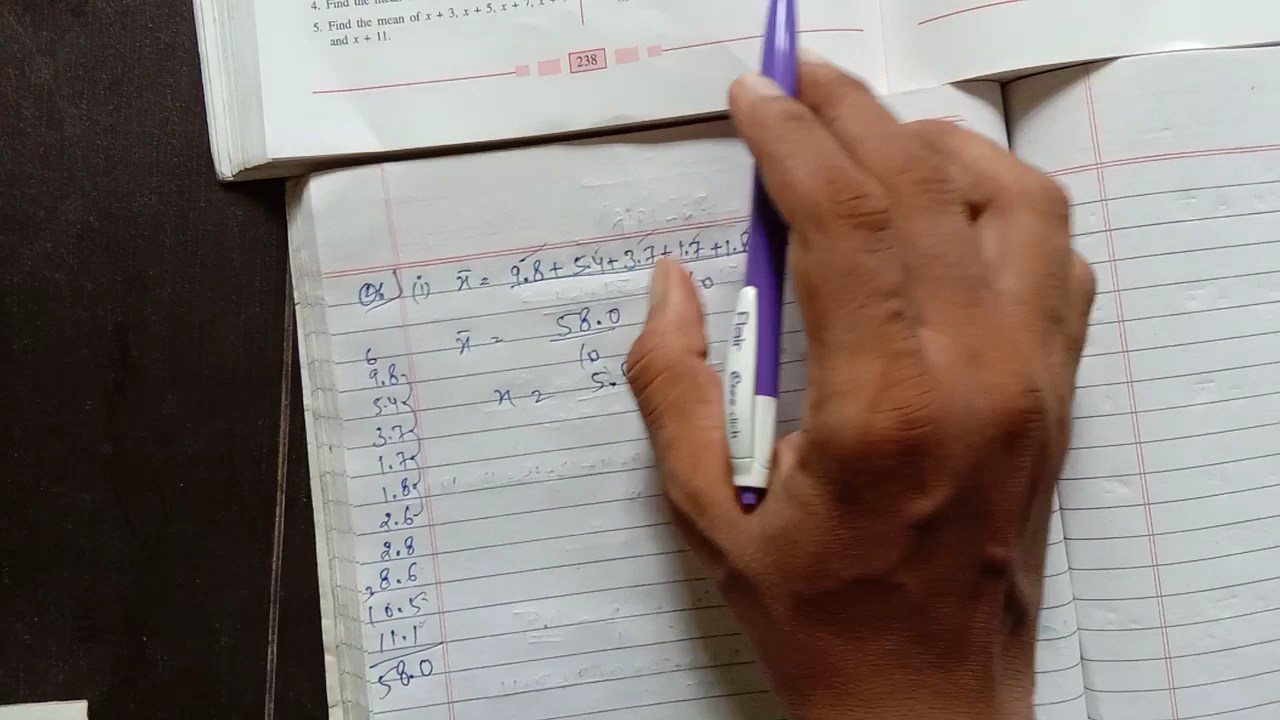 4. Find the mean
5. Find the mean of x + 3, x + 5, x + 7, x +
and x + 11.
238
Q6) (i) x̄ = 9.8 + 5.4 + 3.7 + 1.7 + 1.8
10
x̄ = 58.0
10
x = 5.
6
9.8
5.4
3.7
1.7
1.8
2.6
2.8
8.6
10.5
11.1
58.0
Flair